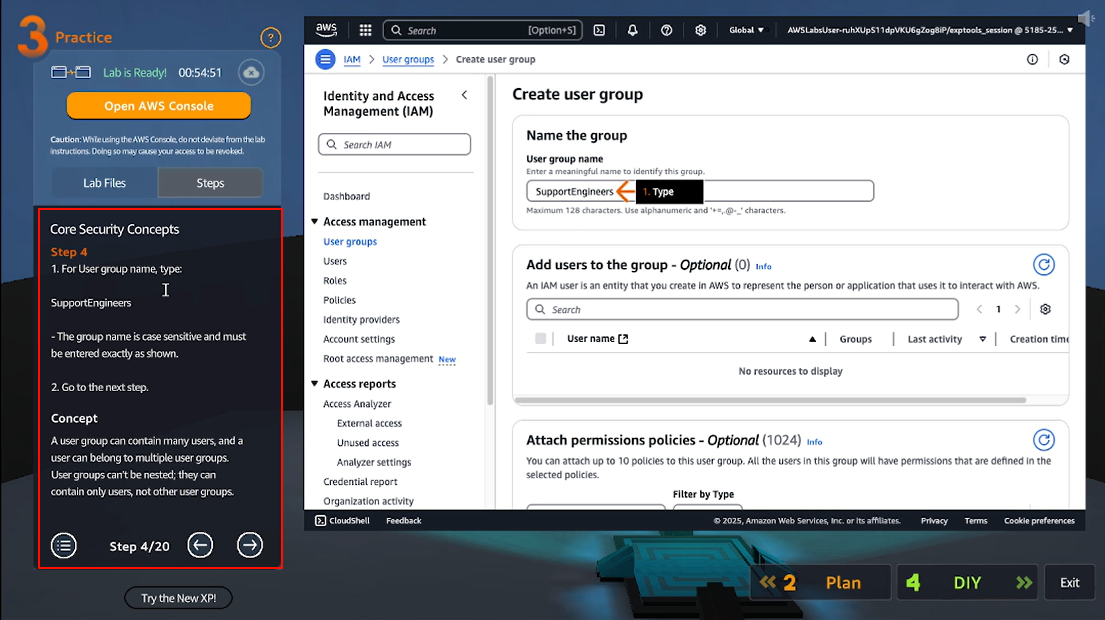 3 Practice
?
Lab is Ready! 00:54:51
Open AWS Console
Caution: While using the AWS Console, do not deviate from the lab
instructions. Doing so may cause your access to be revoked.
Lab Files
Steps
Core Security Concepts
Step 4
1. For User group name, type:
SupportEngineers
- The group name is case sensitive and must
be entered exactly as shown.
2. Go to the next step.
Concept
A user group can contain many users, and a
user can belong to multiple user groups.
User groups can't be nested; they can
contain only users, not other user groups.
Step 4/20
Try the New XP!
aws
Search
[Option+S]
Global
AWSLabsUser-ruhXUpS11dpVKU6gZog8iP/exptools_session @ 5185-25...
IAM > User groups > Create user group
Identity and Access
Management (IAM)
Search IAM
Dashboard
Access management
User groups
Users
Roles
Policies
Identity providers
Account settings
Root access management New
Access reports
Access Analyzer
External access
Unused access
Analyzer settings
Credential report
Organization activity
Create user group
Name the group
User group name
Enter a meaningful name to identify this group.
SupportEngineers
1. Type
Maximum 128 characters. Use alphanumeric and '+=,.@-_' characters.
Add users to the group - Optional (0) Info
An IAM user is an entity that you create in AWS to represent the person or application that uses it to interact with AWS.
Search
1
User name
Groups
Last activity
Creation time
No resources to display
Attach permissions policies - Optional (1024) Info
You can attach up to 10 policies to this user group. All the users in this group will have permissions that are defined in the
selected policies.
Filter by Type
CloudShell
Feedback
© 2025, Amazon Web Services, Inc. or its affiliates.
Privacy
Terms
Cookie preferences
2 Plan
4 DIY
Exit